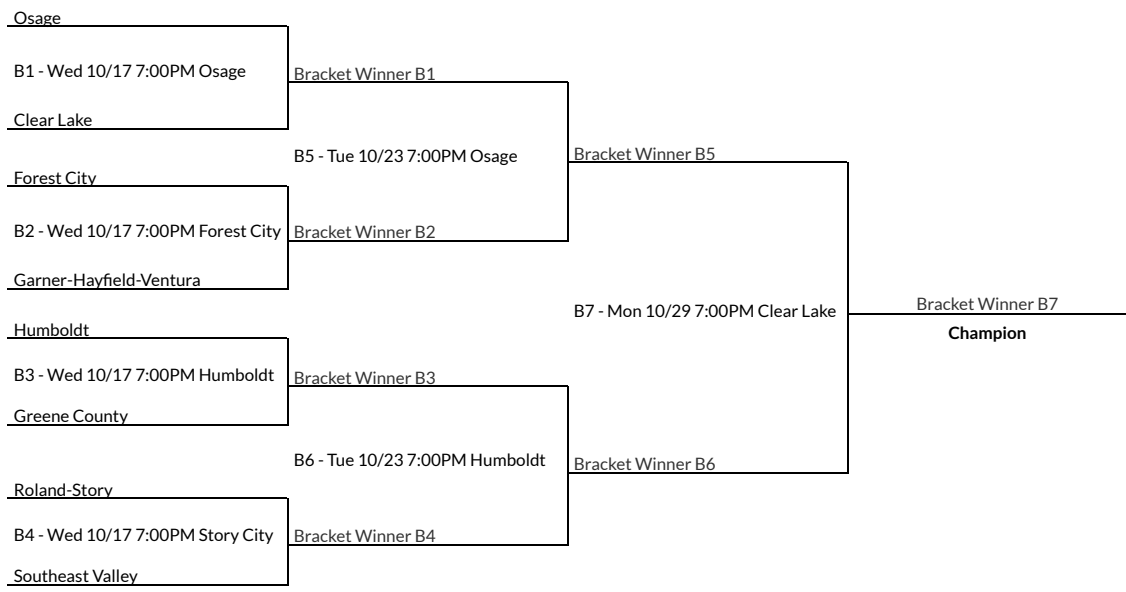 Osage
B1 - Wed 10/17 7:00PM Osage
Bracket Winner B1
Clear Lake
B5 - Tue 10/23 7:00PM Osage
Bracket Winner B5
Forest City
B2 - Wed 10/17 7:00PM Forest City
Bracket Winner B2
Garner-Hayfield-Ventura
B7 - Mon 10/29 7:00PM Clear Lake
Bracket Winner B7
Champion
Humboldt
B3 - Wed 10/17 7:00PM Humboldt
Bracket Winner B3
Greene County
B6 - Tue 10/23 7:00PM Humboldt
Bracket Winner B6
Roland-Story
B4 - Wed 10/17 7:00PM Story City
Bracket Winner B4
Southeast Valley